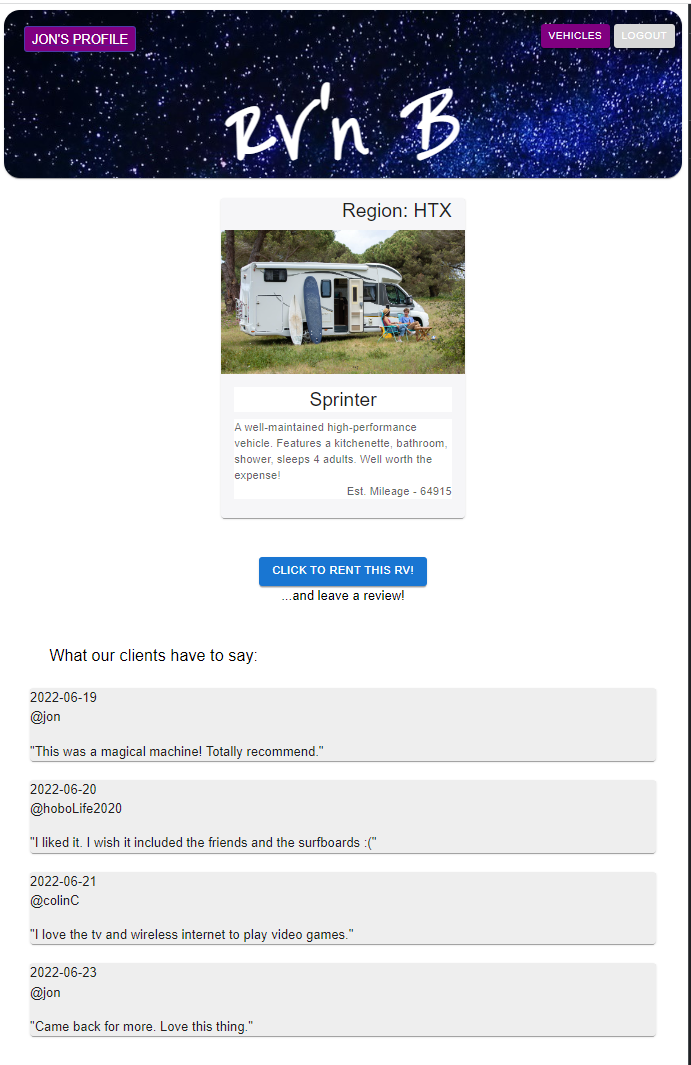 JON'S PROFILE
VEHICLES
LOGOUT
RV'n B
Region: HTX
Sprinter
A well-maintained high-performance
vehicle. Features a kitchenette, bathroom,
shower, sleeps 4 adults. Well worth the
expense!
Est. Mileage - 64915
CLICK TO RENT THIS RV!
...and leave a review!
What our clients have to say:
2022-06-19
@jon
"This was a magical machine! Totally recommend."
2022-06-20
@hoboLife2020
"I liked it. I wish it included the friends and the surfboards :("
2022-06-21
@colinC
"I love the tv and wireless internet to play video games."
2022-06-23
@jon
"Came back for more. Love this thing."